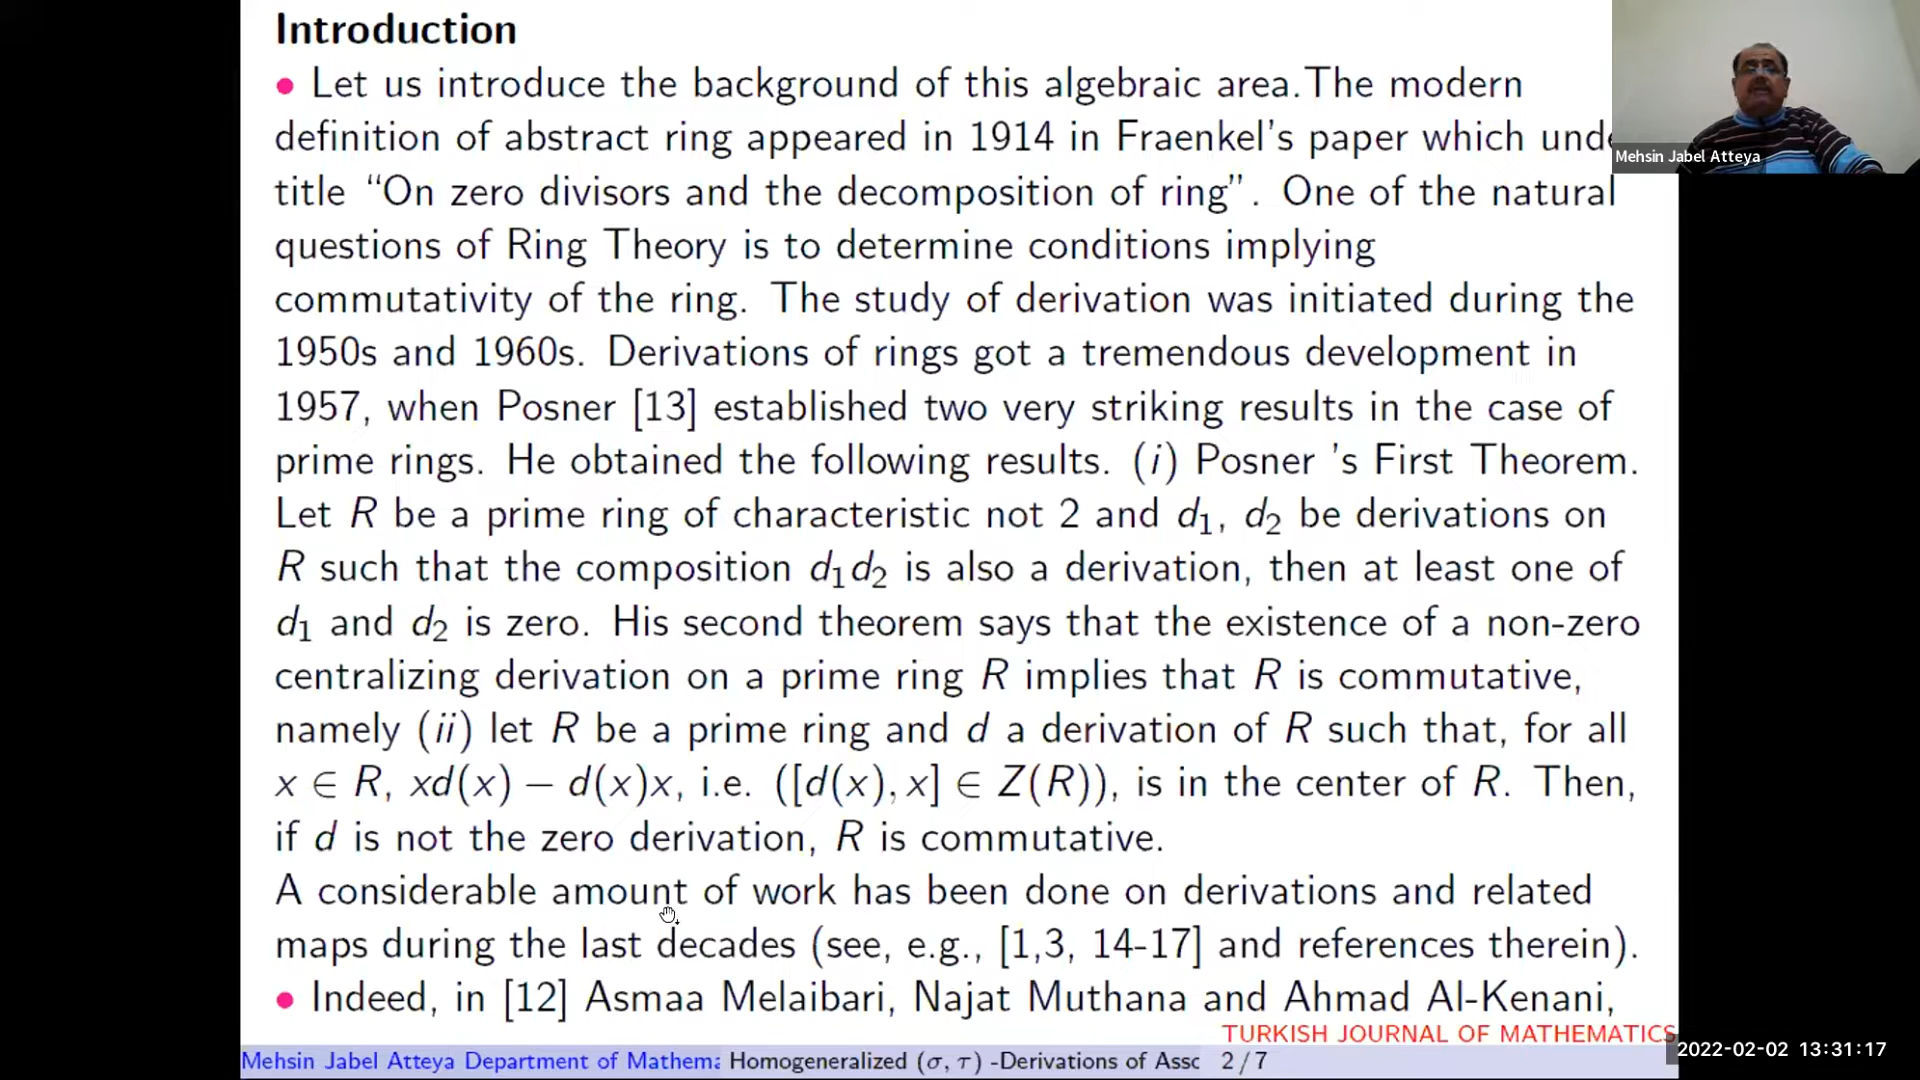 Introduction
• Let us introduce the background of this algebraic area.The modern
definition of abstract ring appeared in 1914 in Fraenkel's paper which
title “On zero divisors and the decomposition of ring”. One of the natural
questions of Ring Theory is to determine conditions implying
commutativity of the ring. The study of derivation was initiated during the
1950s and 1960s. Derivations of rings got a tremendous development in
1957, when Posner [13] established two very striking results in the case of
prime rings. He obtained the following results. (i) Posner 's First Theorem.
Let R be a prime ring of characteristic not 2 and d₁, d₂ be derivations on
R such that the composition d₁d₂ is also a derivation, then at least one of
d₁ and d₂ is zero. His second theorem says that the existence of a non-zero
centralizing derivation on a prime ring R implies that R is commutative,
namely (ii) let R be a prime ring and d a derivation of R such that, for all
x ∈ R, xd(x) − d(x)x, i.e. ([d(x), x] ∈ Z(R)), is in the center of R. Then,
if d is not the zero derivation, R is commutative.
A considerable amount of work has been done on derivations and related
maps during the last decades (see, e.g., [1,3, 14-17] and references therein).
• Indeed, in [12] Asmaa Melaibari, Najat Muthana and Ahmad Al-Kenani,
TURKISH JOURNAL OF MATHEMATICS
Mehsin Jabel Atteya Department of Homogeneralized (σ, τ) -Derivations of 2 / 7
Mehsin Jabel Atteya
2022-02-02 13:31:17